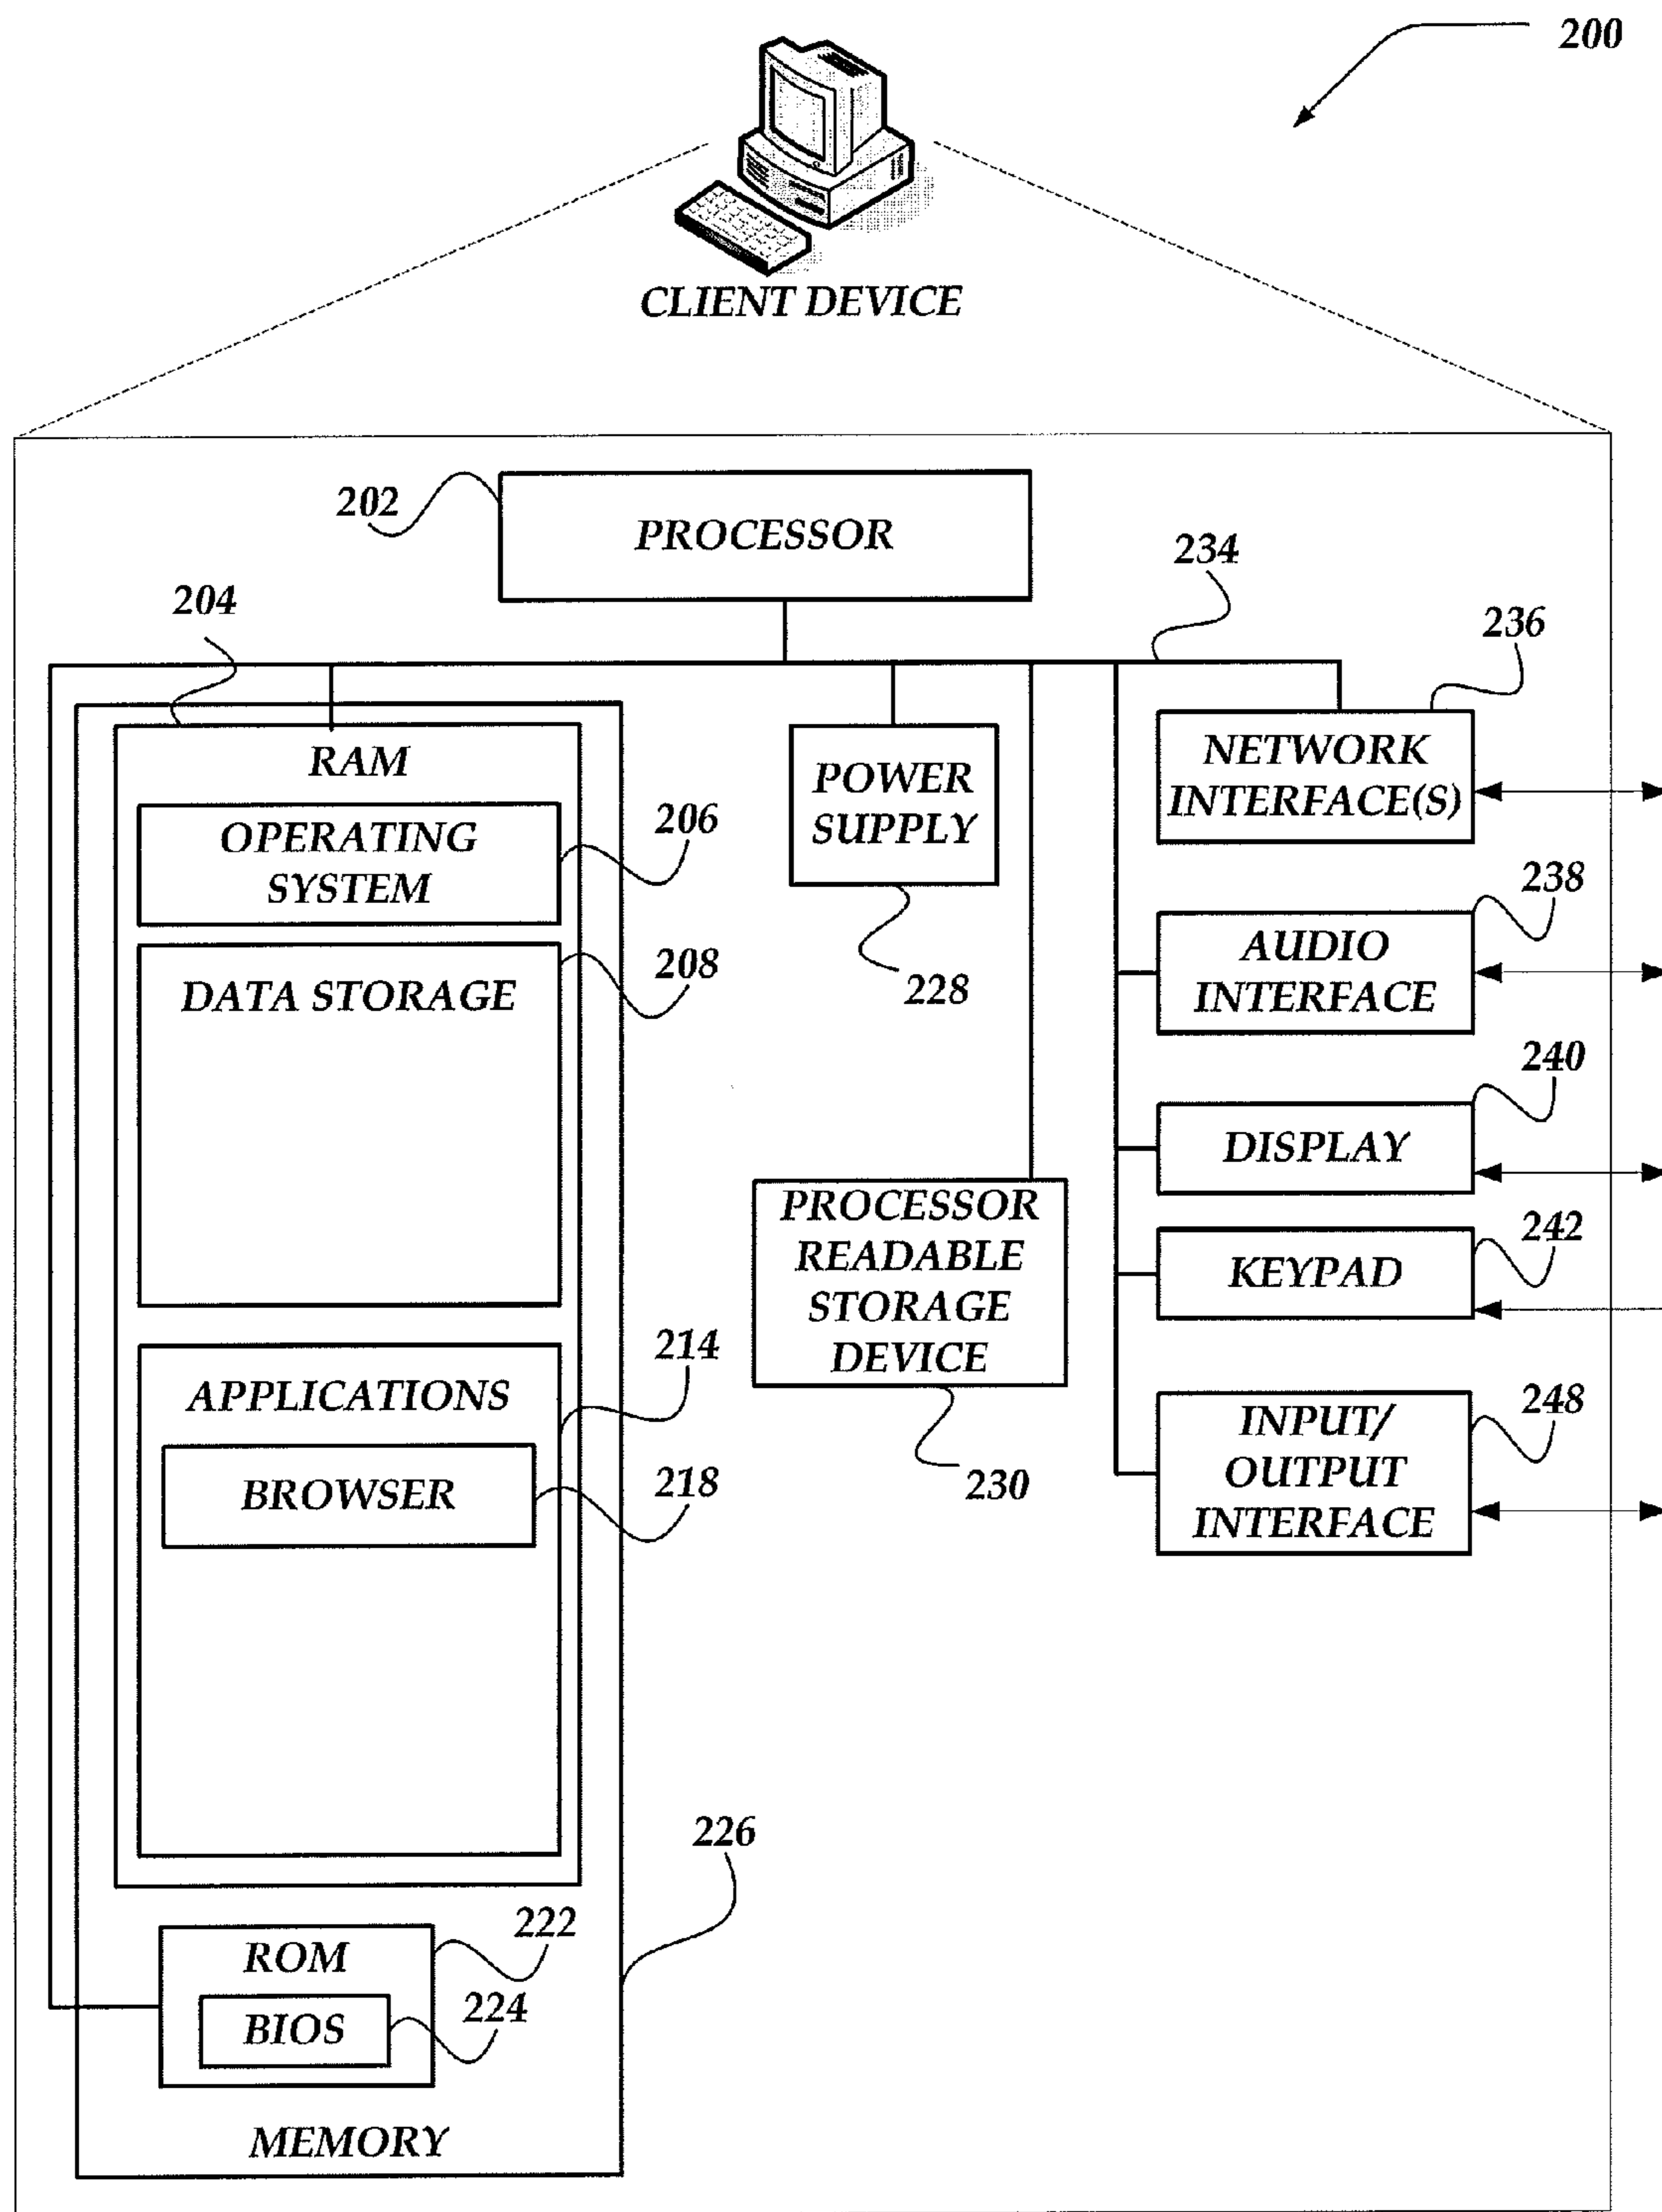 200
CLIENT DEVICE
202
PROCESSOR
234
204
236
RAM
NETWORK
INTERFACE(S)
POWER
SUPPLY
OPERATING
SYSTEM
206
238
208
AUDIO
INTERFACE
DATA STORAGE
228
240
DISPLAY
PROCESSOR
READABLE
STORAGE
DEVICE
242
KEYPAD
214
APPLICATIONS
248
INPUT/
OUTPUT
INTERFACE
BROWSER
218
230
226
222
ROM
224
BIOS
MEMORY